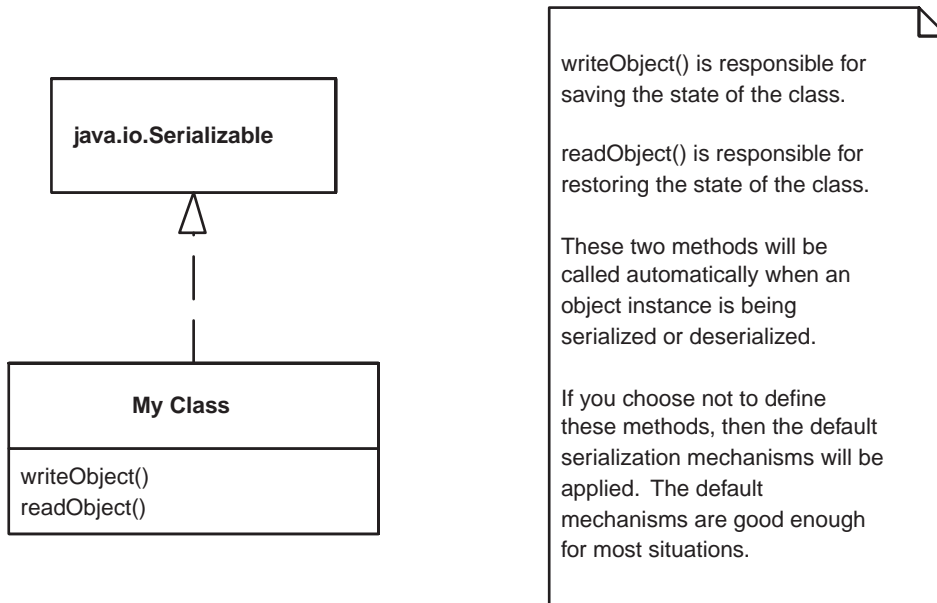 java.io.Serializable
My Class
writeObject()
readObject()
writeObject() is responsible for
saving the state of the class.
readObject() is responsible for
restoring the state of the class.
These two methods will be
called automatically when an
object instance is being
serialized or deserialized.
If you choose not to define
these methods, then the default
serialization mechanisms will be
applied. The default
mechanisms are good enough
for most situations.